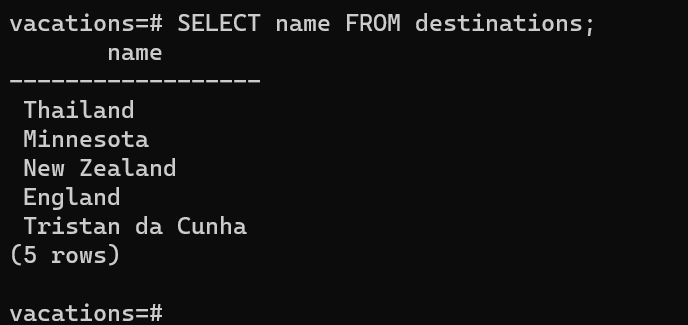 vacations=# SELECT name FROM destinations;
name
------------------
Thailand
Minnesota
New Zealand
England
Tristan da Cunha
(5 rows)
vacations=#